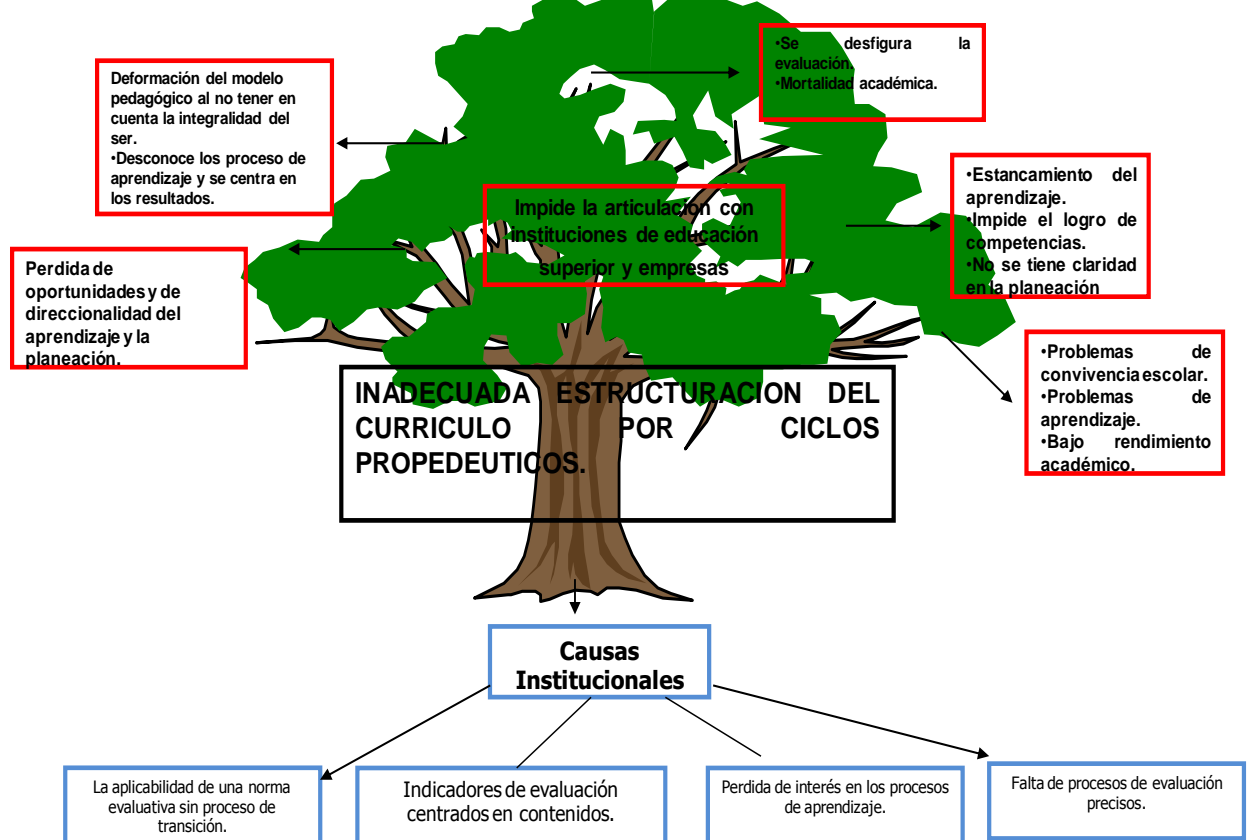 •Se desfigura la
evaluación.
•Mortalidad académica.
Deformación del modelo
pedagógico al no tener en
cuenta la integralidad del
ser.
•Desconoce los proceso de
aprendizaje y se centra en
los resultados.
•Estancamiento del
aprendizaje.
•Impide el logro de
competencias.
•No se tiene claridad
en la planeación
Impide la articulación con
instituciones de educación
superior y empresas
Perdida de
oportunidades y de
direccionalidad del
aprendizaje y la
planeación.
•Problemas de
convivencia escolar.
•Problemas de
aprendizaje.
•Bajo rendimiento
académico.
INADECUADA ESTRUCTURACION DEL
CURRICULO POR CICLOS
PROPEDEUTICOS.
Causas
Institucionales
La aplicabilidad de una norma
evaluativa sin proceso de
transición.
Indicadores de evaluación
centrados en contenidos.
Perdida de interés en los procesos
de aprendizaje.
Falta de procesos de evaluación
precisos.